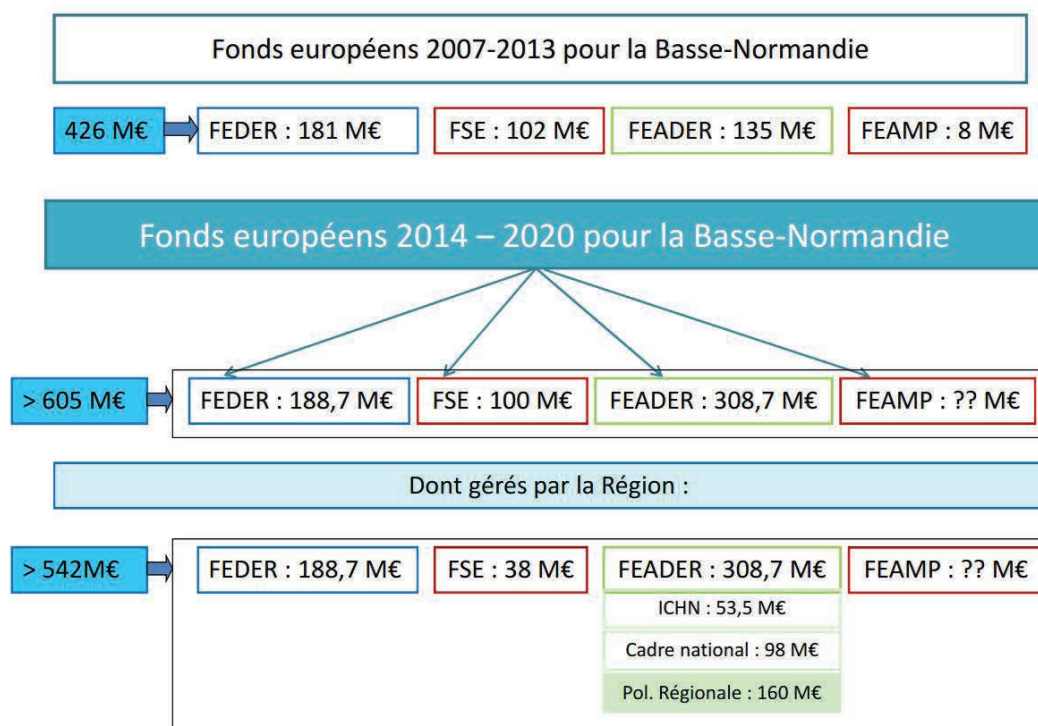 Fonds européens 2007-2013 pour la Basse-Normandie
426 M€ FEDER : 181 M€ FSE : 102 M€ FEADER : 135 M€ FEAMP : 8 M€
Fonds européens 2014 – 2020 pour la Basse-Normandie
> 605 M€ FEDER : 188,7 M€ FSE : 100 M€ FEADER : 308,7 M€ FEAMP : ?? M€
Dont gérés par la Région :
> 542M€ FEDER : 188,7 M€ FSE : 38 M€ FEADER : 308,7 M€ FEAMP : ?? M€
ICHN : 53,5 M€
Cadre national : 98 M€
Pol. Régionale : 160 M€